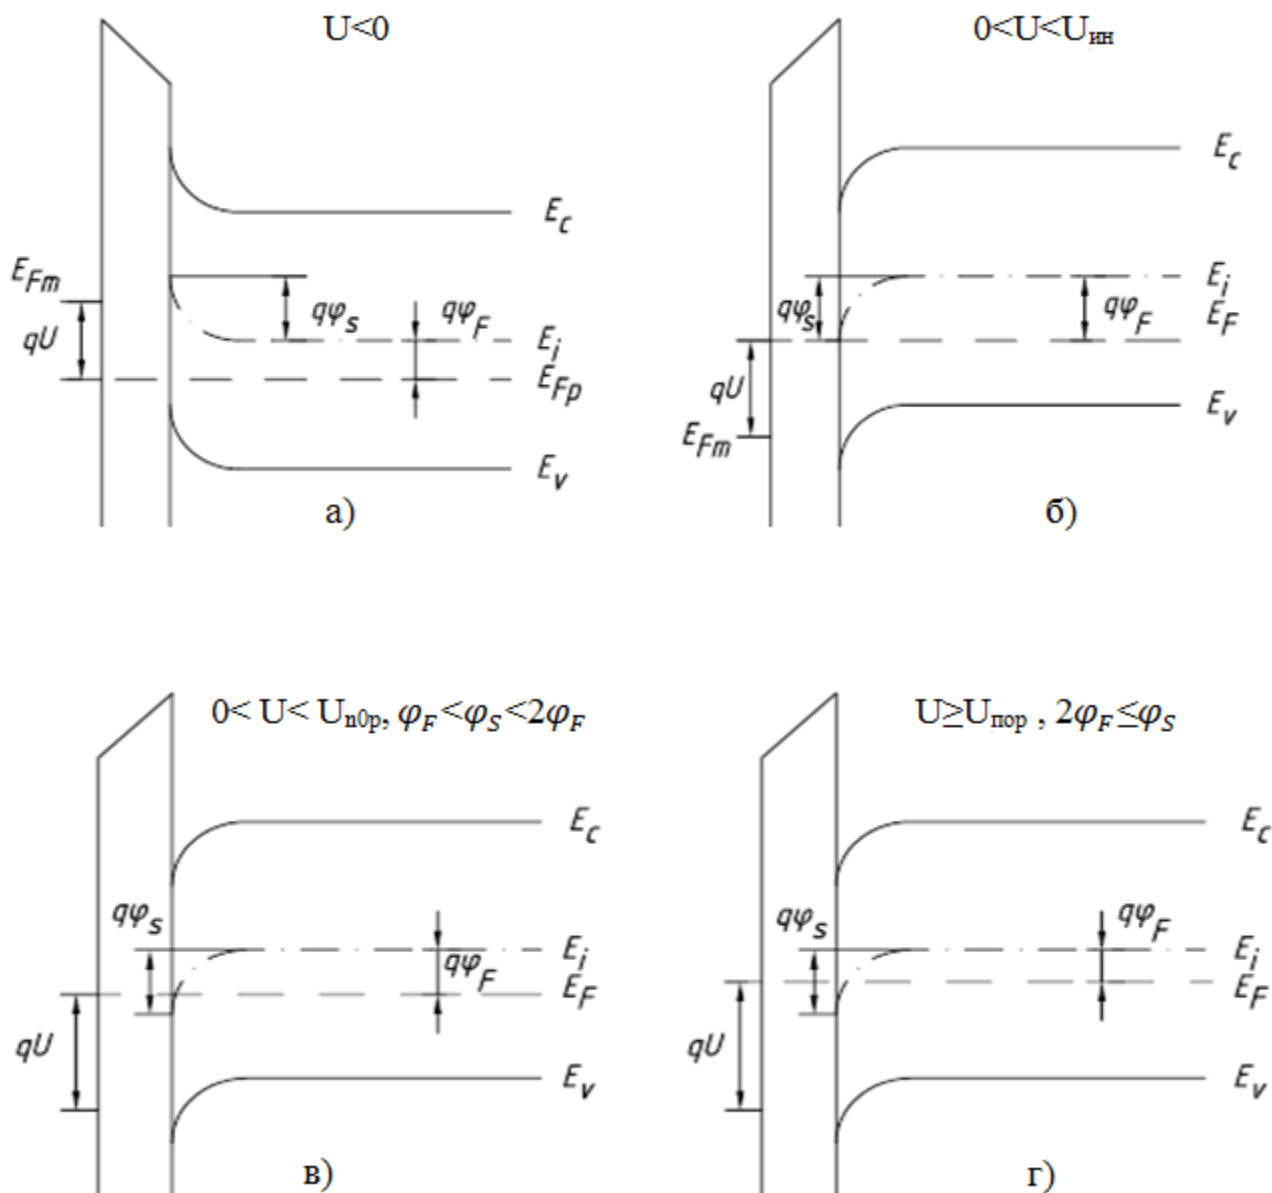 U<0
E_c
E_Fm
qU
qφ_s
qφ_F
E_i
E_Fp
E_v
а)
0<U<U_ин
E_c
E_i
qφ_s
qφ_F
E_F
qU
E_v
E_Fm
б)
0< U< U_п0р, φ_F<φ_S<2φ_F
E_c
qφ_s
E_i
qφ_F
E_F
qU
E_v
в)
U≥U_пор , 2φ_F≤φ_S
E_c
qφ_s
qφ_F
E_i
E_F
qU
E_v
г)